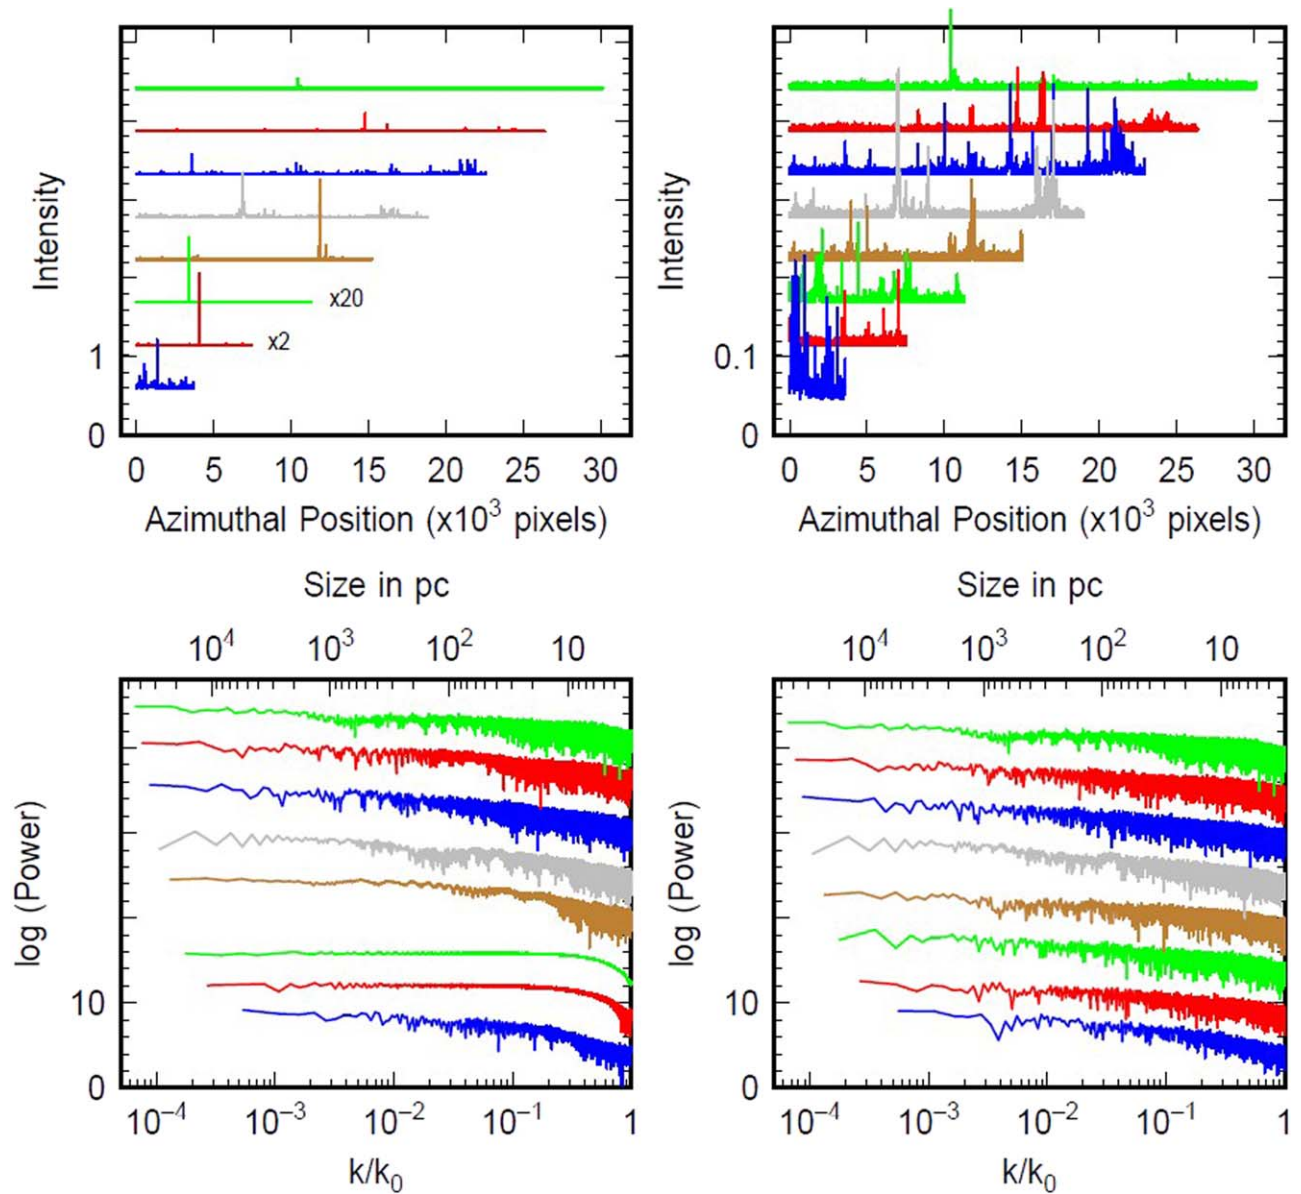 Intensity
1
0
x20
x2
0 5 10 15 20 25 30
Azimuthal Position (x10³ pixels)
Intensity
0.1
0
0 5 10 15 20 25 30
Azimuthal Position (x10³ pixels)
Size in pc
10⁴ 10³ 10² 10
log (Power)
10
0
10⁻⁴ 10⁻³ 10⁻² 10⁻¹ 1
k/k₀
Size in pc
10⁴ 10³ 10² 10
log (Power)
10
0
10⁻⁴ 10⁻³ 10⁻² 10⁻¹ 1
k/k₀